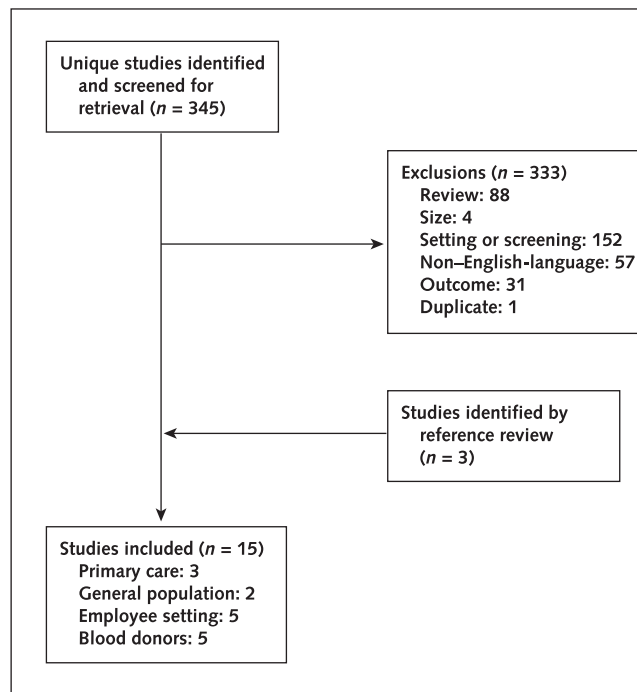 Unique studies identified
and screened for
retrieval (n = 345)
Exclusions (n = 333)
Review: 88
Size: 4
Setting or screening: 152
Non–English-language: 57
Outcome: 31
Duplicate: 1
Studies identified by
reference review
(n = 3)
Studies included (n = 15)
Primary care: 3
General population: 2
Employee setting: 5
Blood donors: 5